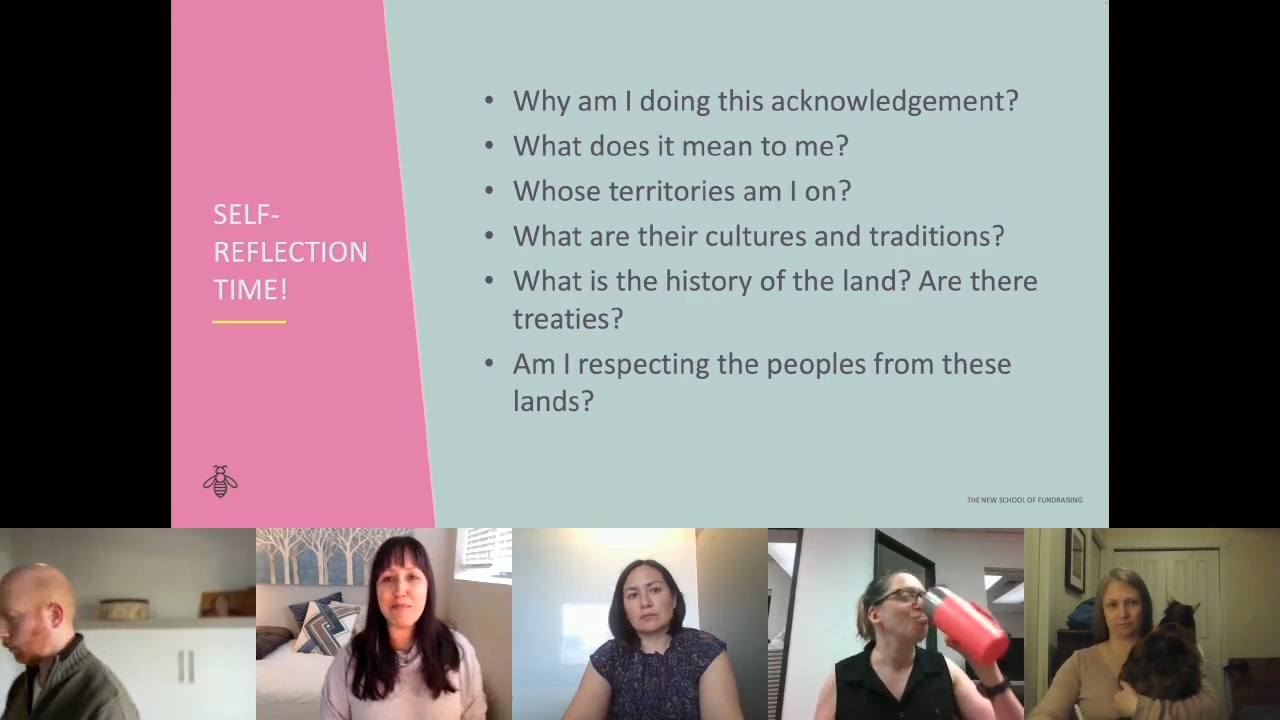 SELF-
REFLECTION
TIME!
• Why am I doing this acknowledgement?
• What does it mean to me?
• Whose territories am I on?
• What are their cultures and traditions?
• What is the history of the land? Are there
treaties?
• Am I respecting the peoples from these
lands?
THE NEW SCHOOL OF FUNDRAISING